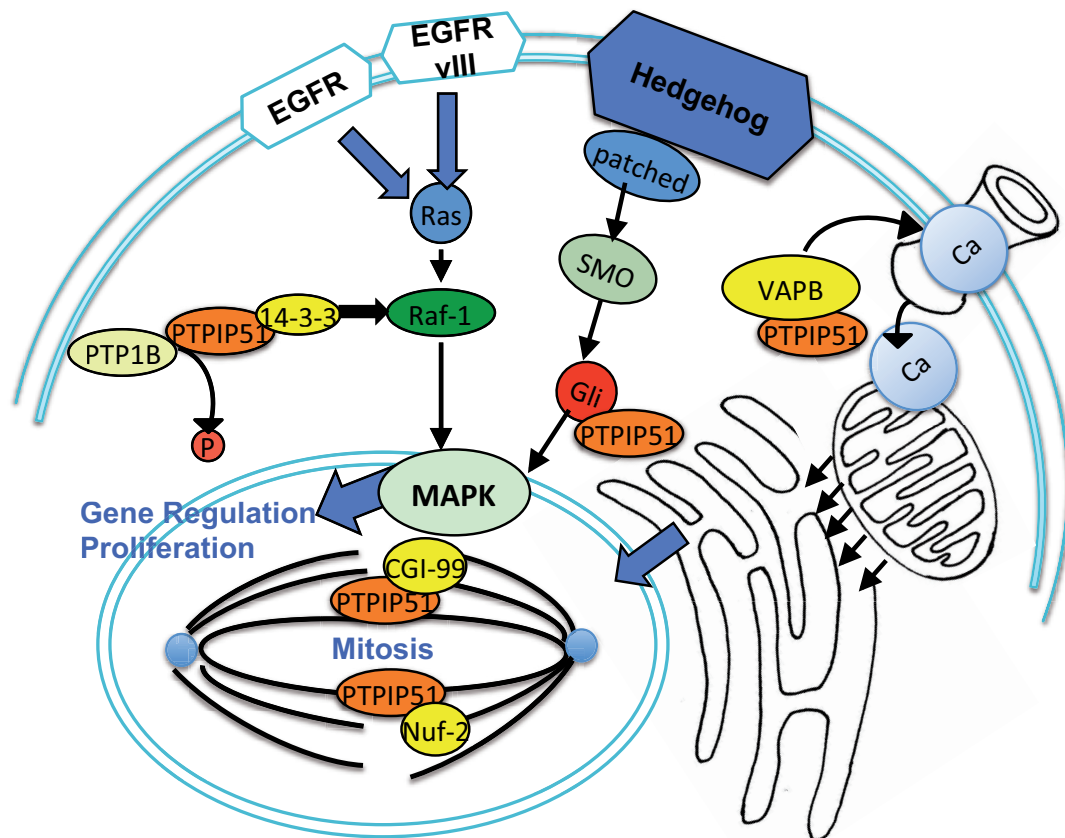 EGFR
vIII
EGFR
Hedgehog
patched
Ras
SMO
Ca
VAPB
PTPIP51
14-3-3
Raf-1
PTPIP51
PTP1B
Ca
P
Gli
PTPIP51
MAPK
Gene Regulation
Proliferation
CGI-99
PTPIP51
Mitosis
PTPIP51
Nuf-2